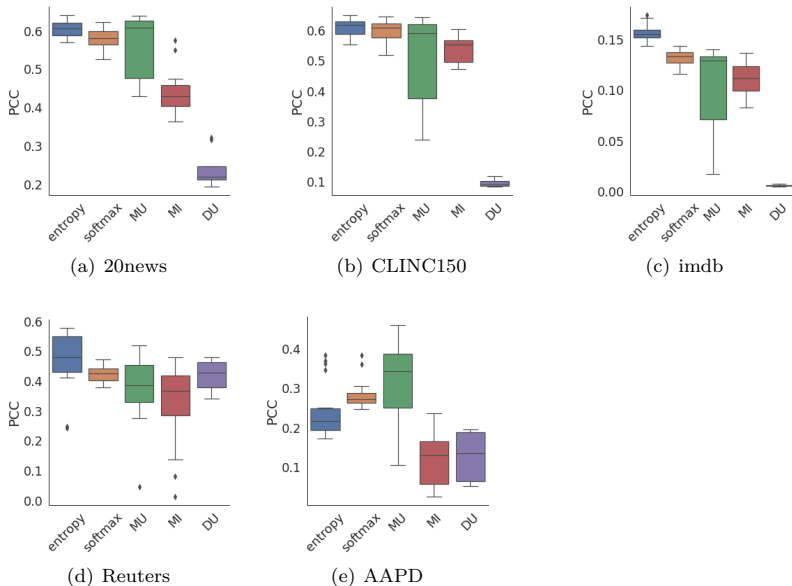 PCC
0.6
0.5
0.4
0.3
0.2
entropy
softmax
MU
MI
DU
(a) 20news
PCC
0.6
0.5
0.4
0.3
0.2
0.1
entropy
softmax
MU
MI
DU
(b) CLINC150
PCC
0.15
0.10
0.05
0.00
entropy
softmax
MU
MI
DU
(c) imdb
PCC
0.6
0.5
0.4
0.3
0.2
0.1
0.0
entropy
softmax
MU
MI
DU
(d) Reuters
PCC
0.4
0.3
0.2
0.1
entropy
softmax
MU
MI
DU
(e) AAPD